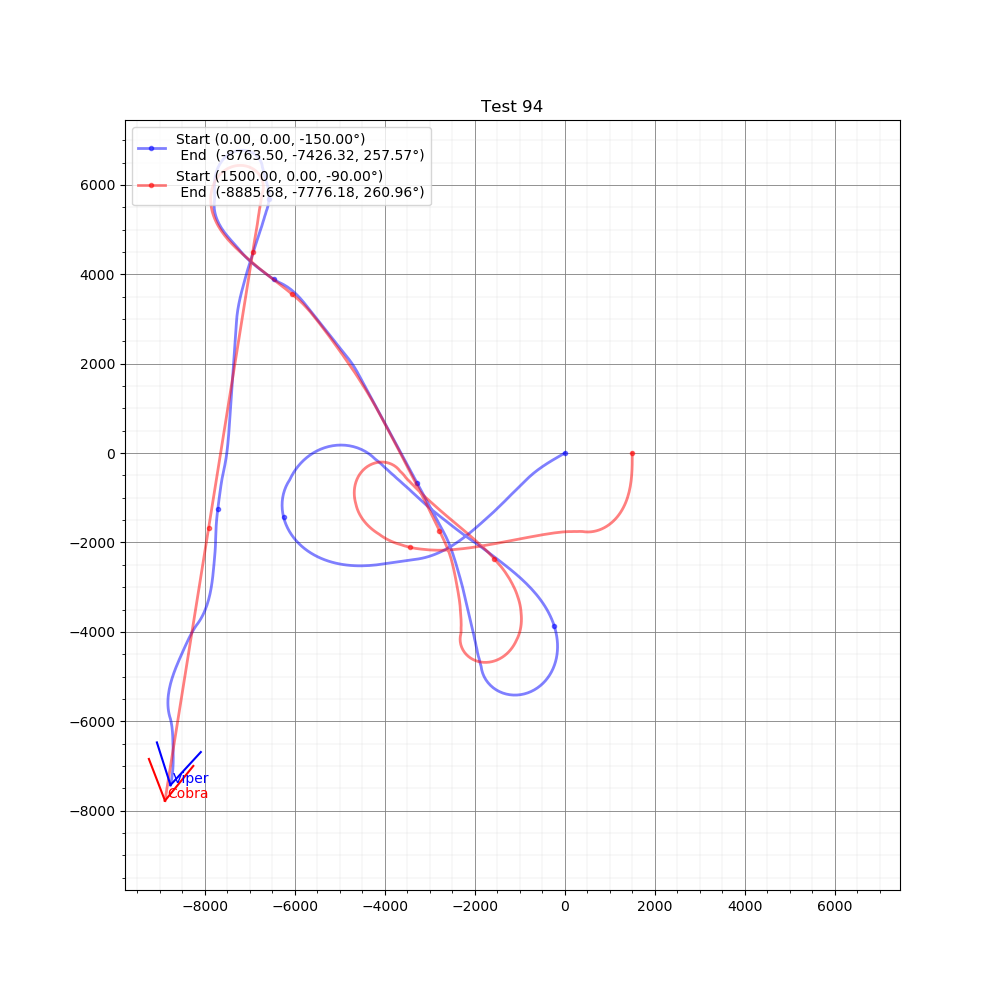 Test 94
Start (0.00, 0.00, -150.00°)
End  (-8763.50, -7426.32, 257.57°)
Start (1500.00, 0.00, -90.00°)
End  (-8885.68, -7776.18, 260.96°)
6000
4000
2000
0
−2000
−4000
−6000
−8000
Viper
Cobra
−8000 −6000 −4000 −2000 0 2000 4000 6000